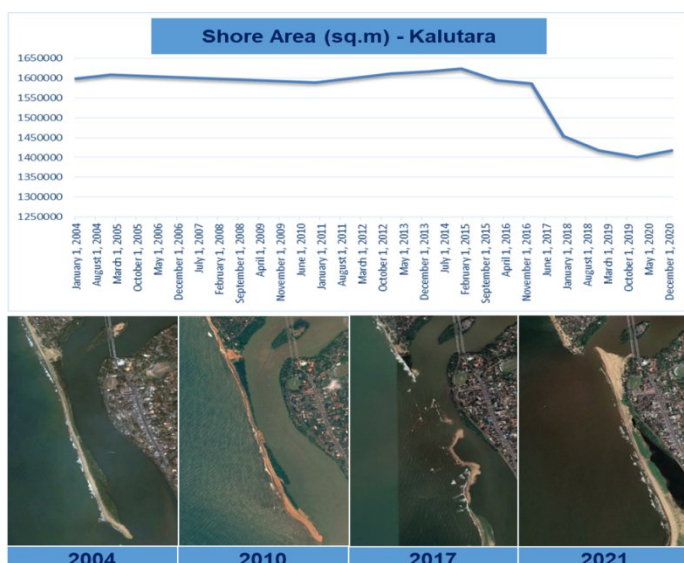 Shore Area (sq.m) - Kalutara
1650000
1600000
1550000
1500000
1450000
1400000
1350000
1300000
1250000
January 1, 2004
August 1, 2004
March 1, 2005
October 1, 2005
May 1, 2006
December 1, 2006
July 1, 2007
February 1, 2008
September 1, 2008
April 1, 2009
November 1, 2009
June 1, 2010
January 1, 2011
August 1, 2011
March 1, 2012
October 1, 2012
May 1, 2013
December 1, 2013
July 1, 2014
February 1, 2015
September 1, 2015
April 1, 2016
November 1, 2016
June 1, 2017
January 1, 2018
August 1, 2018
March 1, 2019
October 1, 2019
May 1, 2020
December 1, 2020
2004 2010 2017 2021